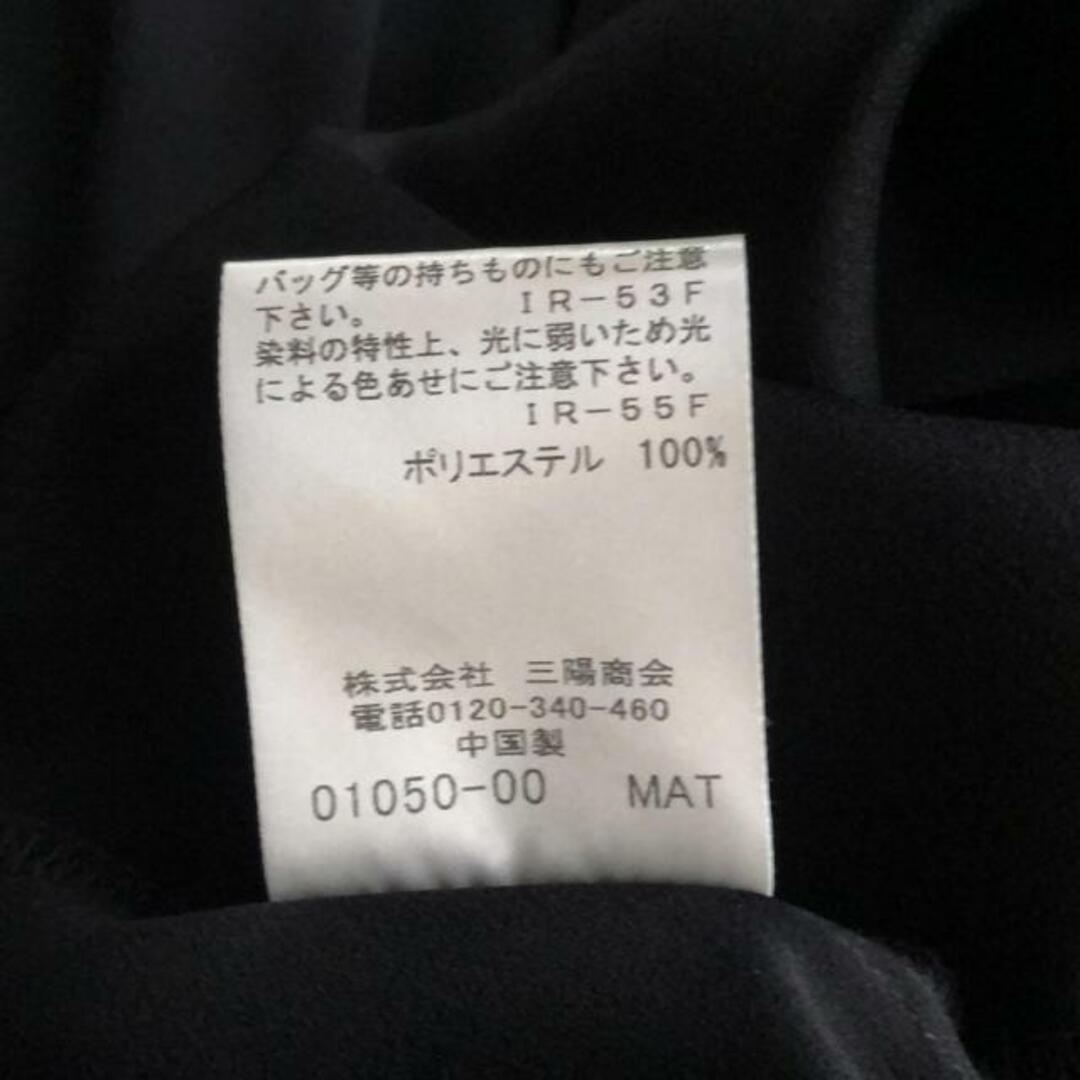 バッグ等の持ちものにもご注意
下さい。 ＩＲ－５３Ｆ
染料の特性上、光に弱いため光
による色あせにご注意下さい。
ＩＲ－５５Ｆ
ポリエステル 100%
株式会社 三陽商会
電話0120-340-460
中国製
01050-00 MAT